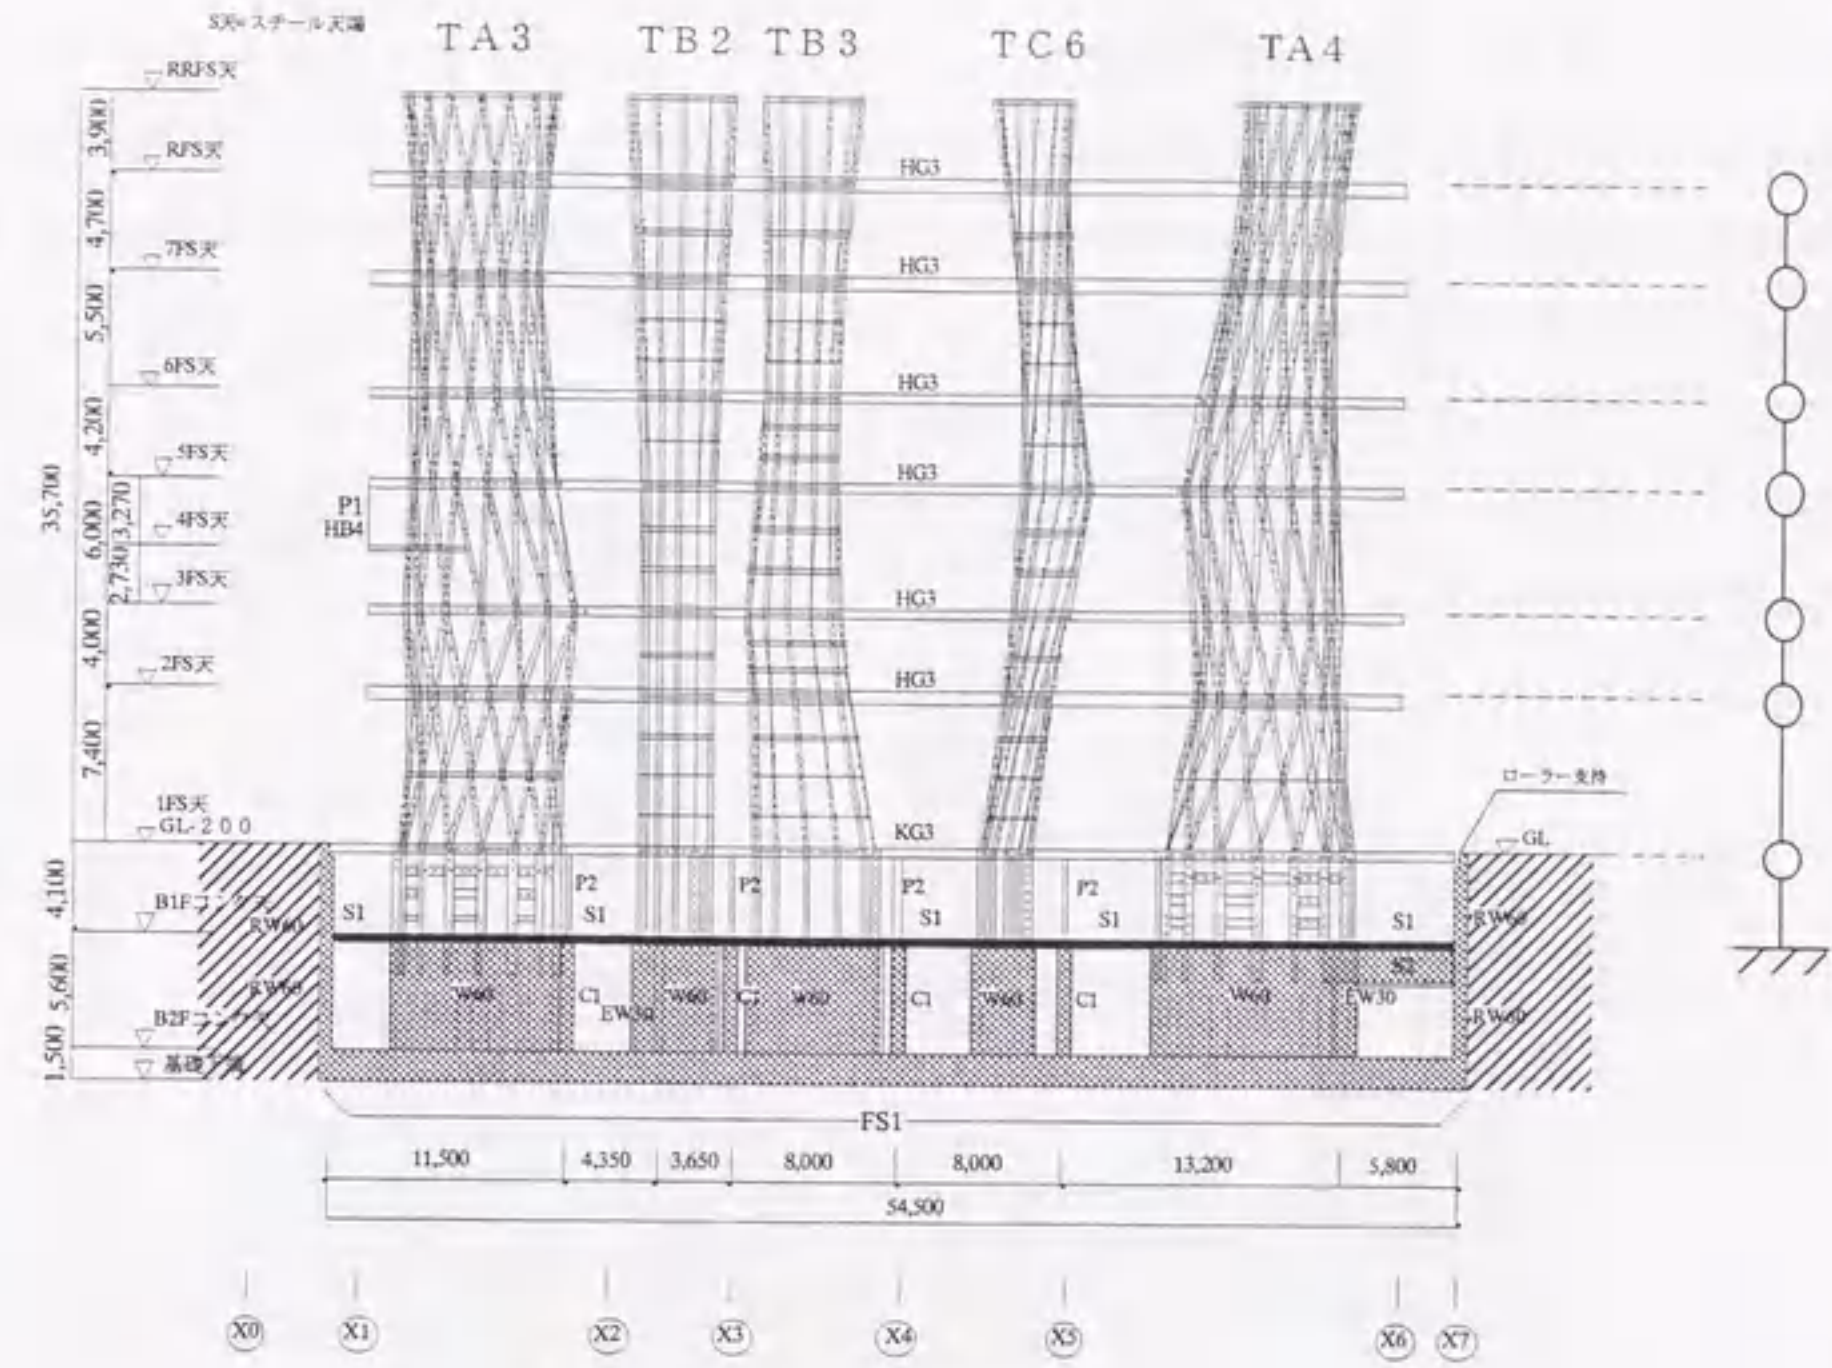 S天=スチール天端
TA3
TB2
TB3
TC6
TA4
RRFS天
RFS天
7FS天
6FS天
5FS天
4FS天
3FS天
2FS天
1FS天
GL-200
B1F
B2F
基礎
3,900
4,700
5,500
4,200
6,000
3,270
2,730
4,000
7,400
35,700
4,100
5,600
1,500
HG3
HG3
HG3
HG3
HG3
HG3
KG3
P1
HB4
ローラー支持
GL
P2
P2
P2
P2
S1
S1
S1
S1
S1
S2
RW60
RW60
RW60
RW60
W60
W60
W60
W60
W60
C1
C1
C1
C1
EW30
EW30
FS1
11,500
4,350
3,650
8,000
8,000
13,200
5,800
54,500
X0
X1
X2
X3
X4
X5
X6
X7